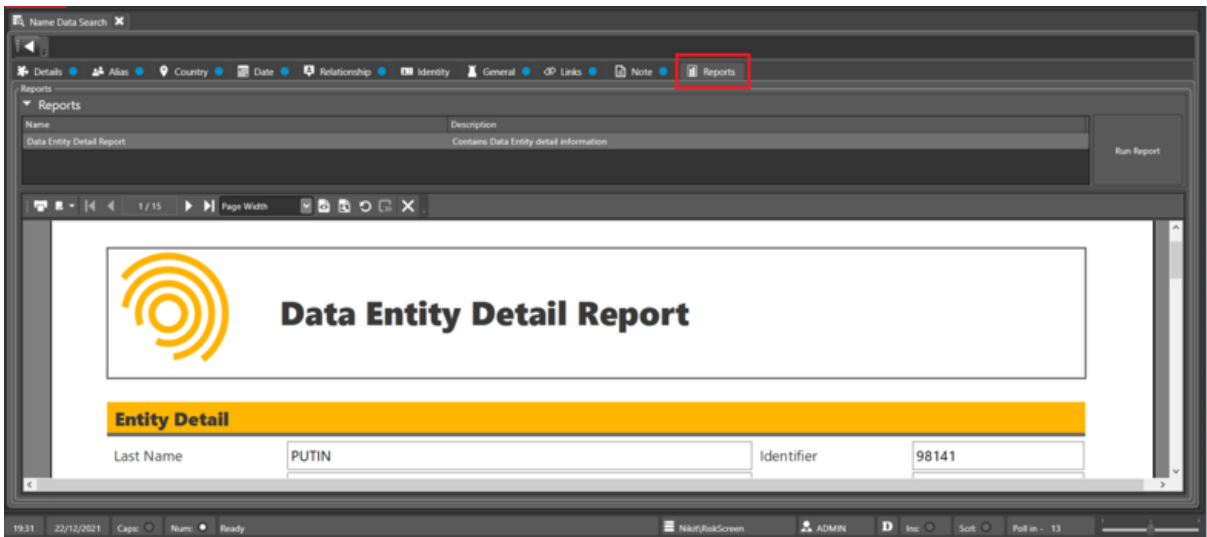 Name Data Search
Details Alias Country Date Relationship Identity General Links Note Reports
Reports
Reports
Name Description
Data Entity Detail Report Contains Data Entity detail information
Run Report
1 / 15 Page Width
Data Entity Detail Report
Entity Detail
Last Name PUTIN Identifier 98141
19:31 22/12/2021 Caps: Num: Ready Nikit\RiskScreen ADMIN D Ins: Scrl: Poll in - 13